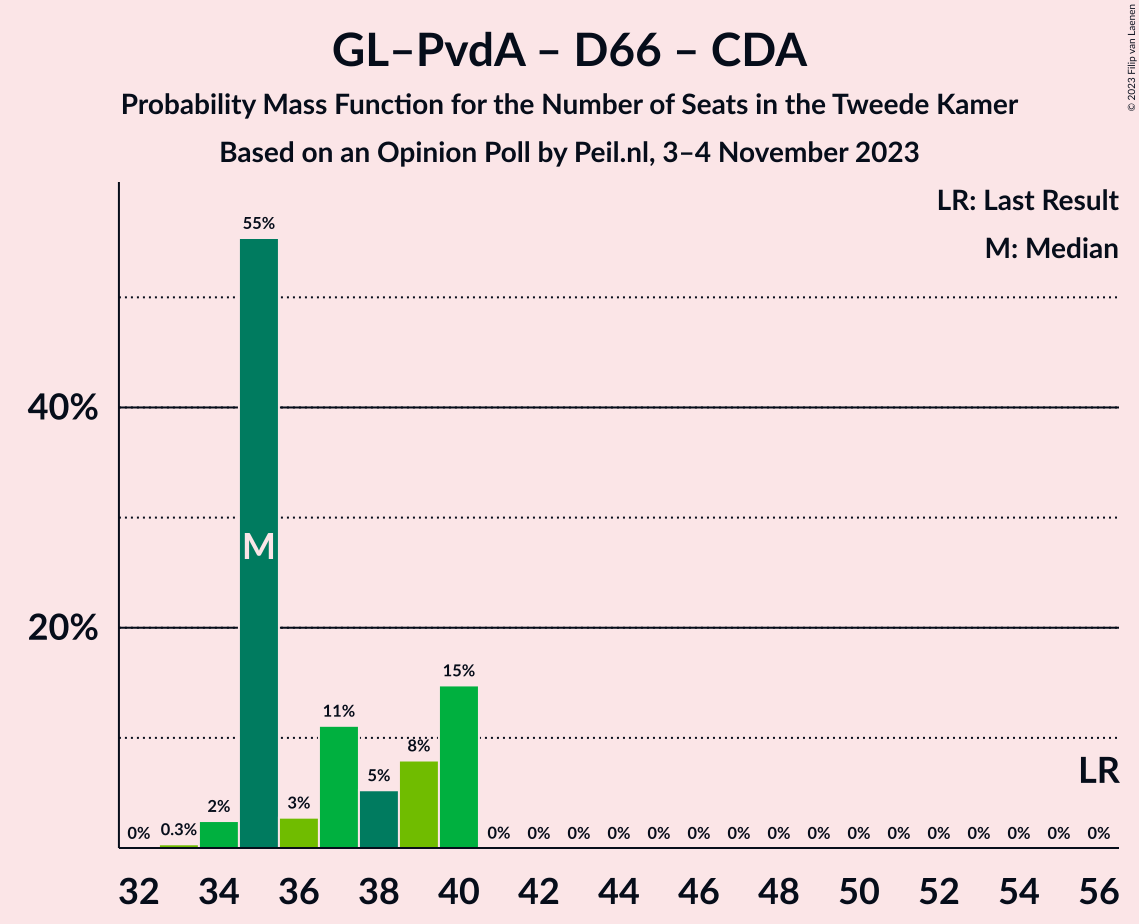 GL–PvdA – D66 – CDA
Probability Mass Function for the Number of Seats in the Tweede Kamer
Based on an Opinion Poll by Peil.nl, 3–4 November 2023
© 2023 Filip van Laenen
LR: Last Result
M: Median
40%
20%
0% 0.3% 2% 55% 3% 11% 5% 8% 15% 0% 0% 0% 0% 0% 0% 0% 0% 0% 0% 0% 0% 0% 0% 0% 0%
M
LR
32 34 36 38 40 42 44 46 48 50 52 54 56